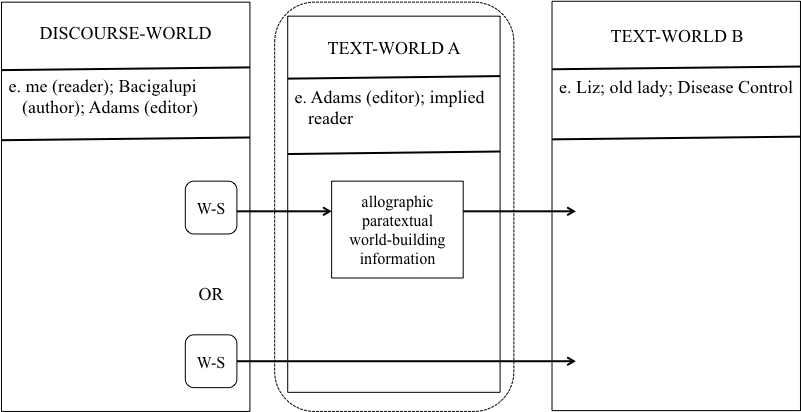 DISCOURSE-WORLD
e. me (reader); Bacigalupi
(author); Adams (editor)
W-S
OR
W-S
TEXT-WORLD A
e. Adams (editor); implied
reader
allographic
paratextual
world-building
information
TEXT-WORLD B
e. Liz; old lady; Disease Control